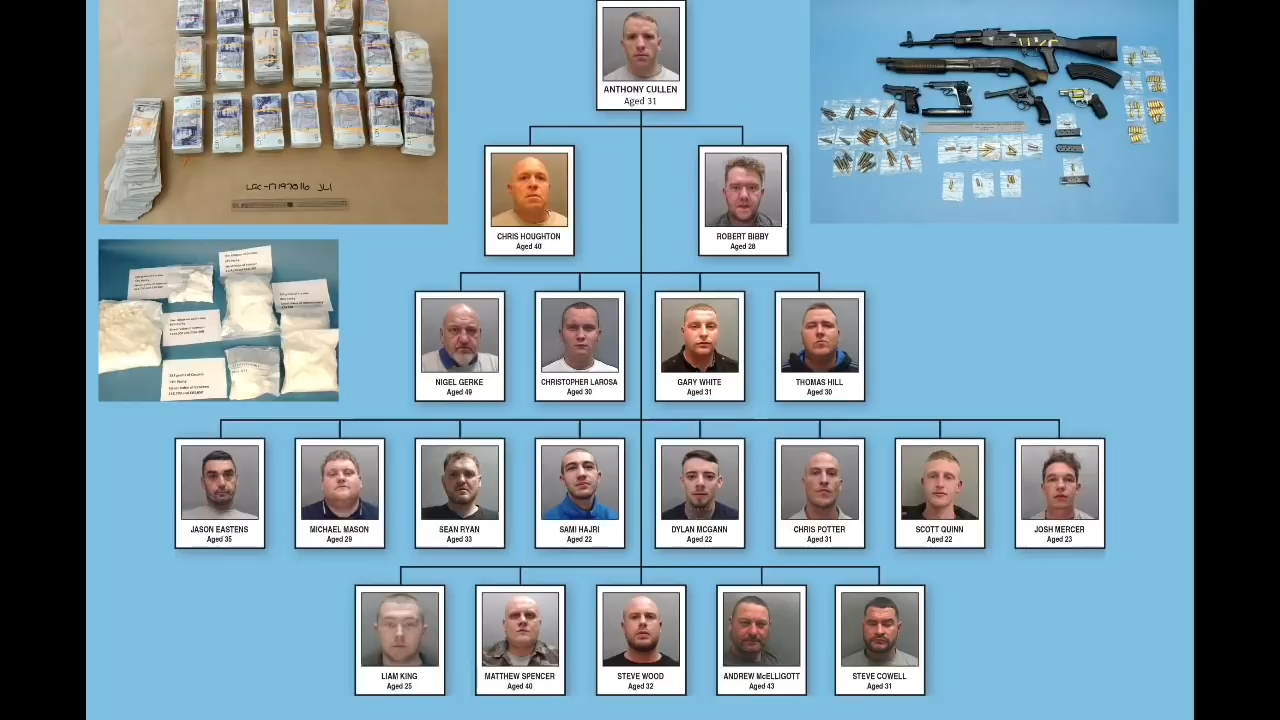 ANTHONY CULLEN
Aged 31
CHRIS HOUGHTON
Aged 40
ROBERT BIBBY
Aged 28
NIGEL GERKE
Aged 49
CHRISTOPHER LAROSA
Aged 30
GARY WHITE
Aged 31
THOMAS HILL
Aged 30
JASON EASTENS
Aged 35
MICHAEL MASON
Aged 29
SEAN RYAN
Aged 33
SAMI HAJRI
Aged 22
DYLAN MCGANN
Aged 22
CHRIS POTTER
Aged 31
SCOTT QUINN
Aged 22
JOSH MERCER
Aged 23
LIAM KING
Aged 25
MATTHEW SPENCER
Aged 40
STEVE WOOD
Aged 32
ANDREW McELLIGOTT
Aged 43
STEVE COWELL
Aged 31